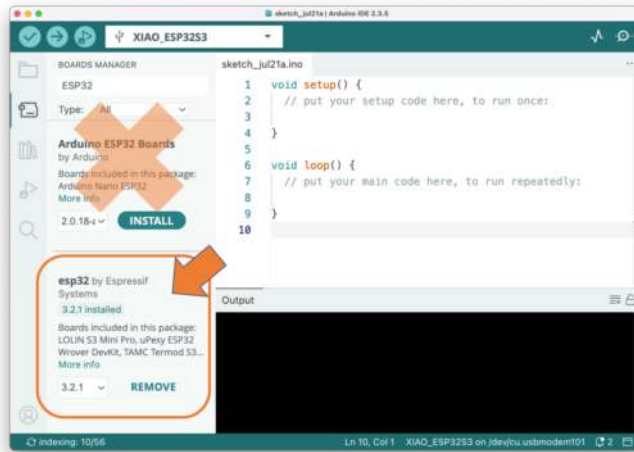 sketch_jul21a | Arduino IDE 2.3.6
XIAO_ESP32S3
BOARDS MANAGER
ESP32
Type: All
Arduino ESP32 Boards
by Arduino
Boards included in this package:
Arduino Nano ESP32
More info
INSTALL
esp32 by Espressif
Systems
3.2.1 installed
Boards included in this package:
LOLIN S3 Mini Pro, uPesy ESP32
Wrover DevKit, TAMC Termod S3...
More info
3.2.1
REMOVE
sketch_jul21a.ino
1 void setup() {
2 // put your setup code here, to run once:
3
4 }
5
6 void loop() {
7 // put your main code here, to run repeatedly:
8
9 }
10
Output
indexing: 10/56
Ln 10, Col 1
XIAO_ESP32S3 on /dev/cu.usbmodem101
2